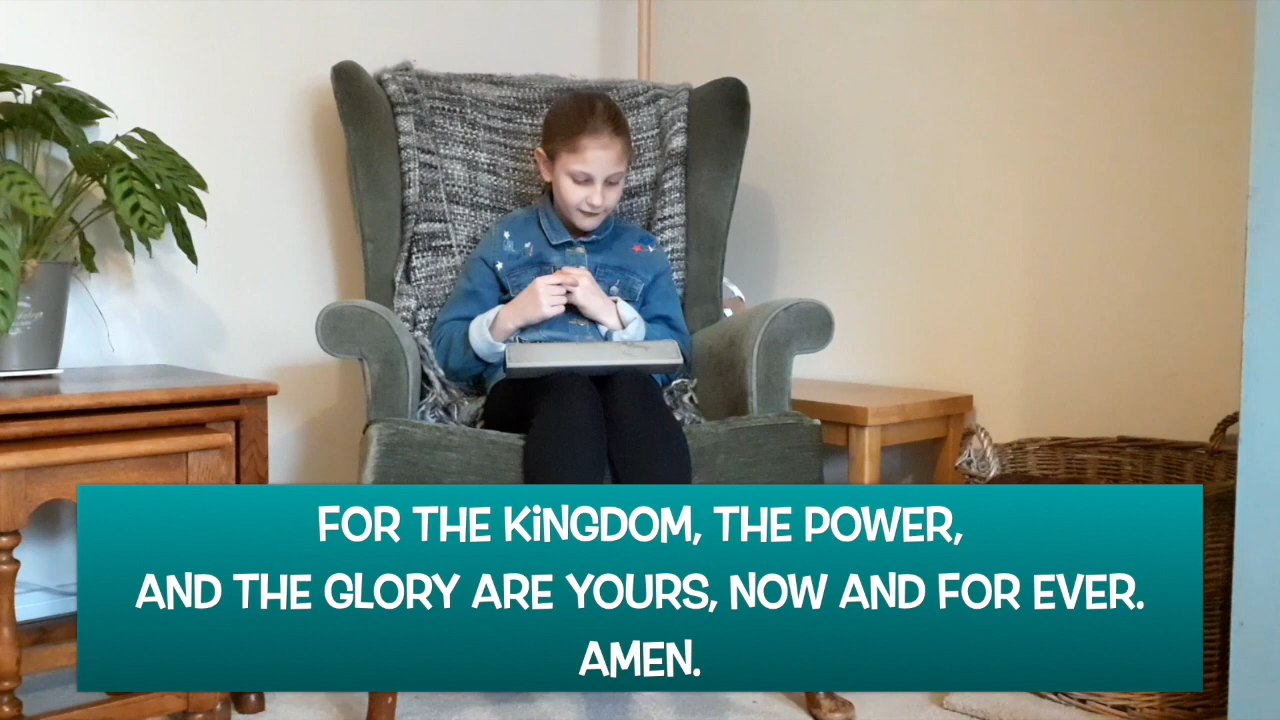 FOR THE KiNGDOM, THE POWER,
AND THE GLORY ARE YOURS, NOW AND FOR EVER.
AMEN.